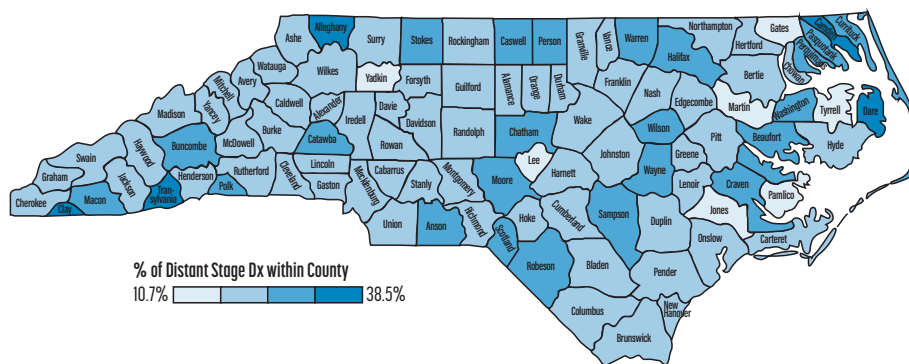 Ashe
Alleghany
Surry
Stokes
Rockingham
Caswell
Person
Granville
Vance
Warren
Northampton
Gates
Camden
Currituck
Pasquotank
Perquimans
Chowan
Hertford
Halifax
Bertie
Watauga
Wilkes
Yadkin
Forsyth
Guilford
Alamance
Orange
Durham
Franklin
Nash
Edgecombe
Martin
Washington
Tyrrell
Dare
Mitchell
Avery
Caldwell
Alexander
Iredell
Davie
Davidson
Randolph
Chatham
Wake
Wilson
Pitt
Beaufort
Hyde
Madison
Yancey
Burke
McDowell
Catawba
Rowan
Lee
Johnston
Greene
Wayne
Haywood
Buncombe
Swain
Graham
Rutherford
Lincoln
Cabarrus
Stanly
Montgomery
Moore
Harnett
Lenoir
Craven
Pamlico
Jackson
Henderson
Polk
Cleveland
Gaston
Mecklenburg
Cherokee
Clay
Macon
Tran-
sylvania
Union
Anson
Richmond
Scotland
Hoke
Cumberland
Sampson
Duplin
Jones
Onslow
Carteret
Robeson
Bladen
Pender
Columbus
New
Hanover
Brunswick
% of Distant Stage Dx within County
10.7%
38.5%